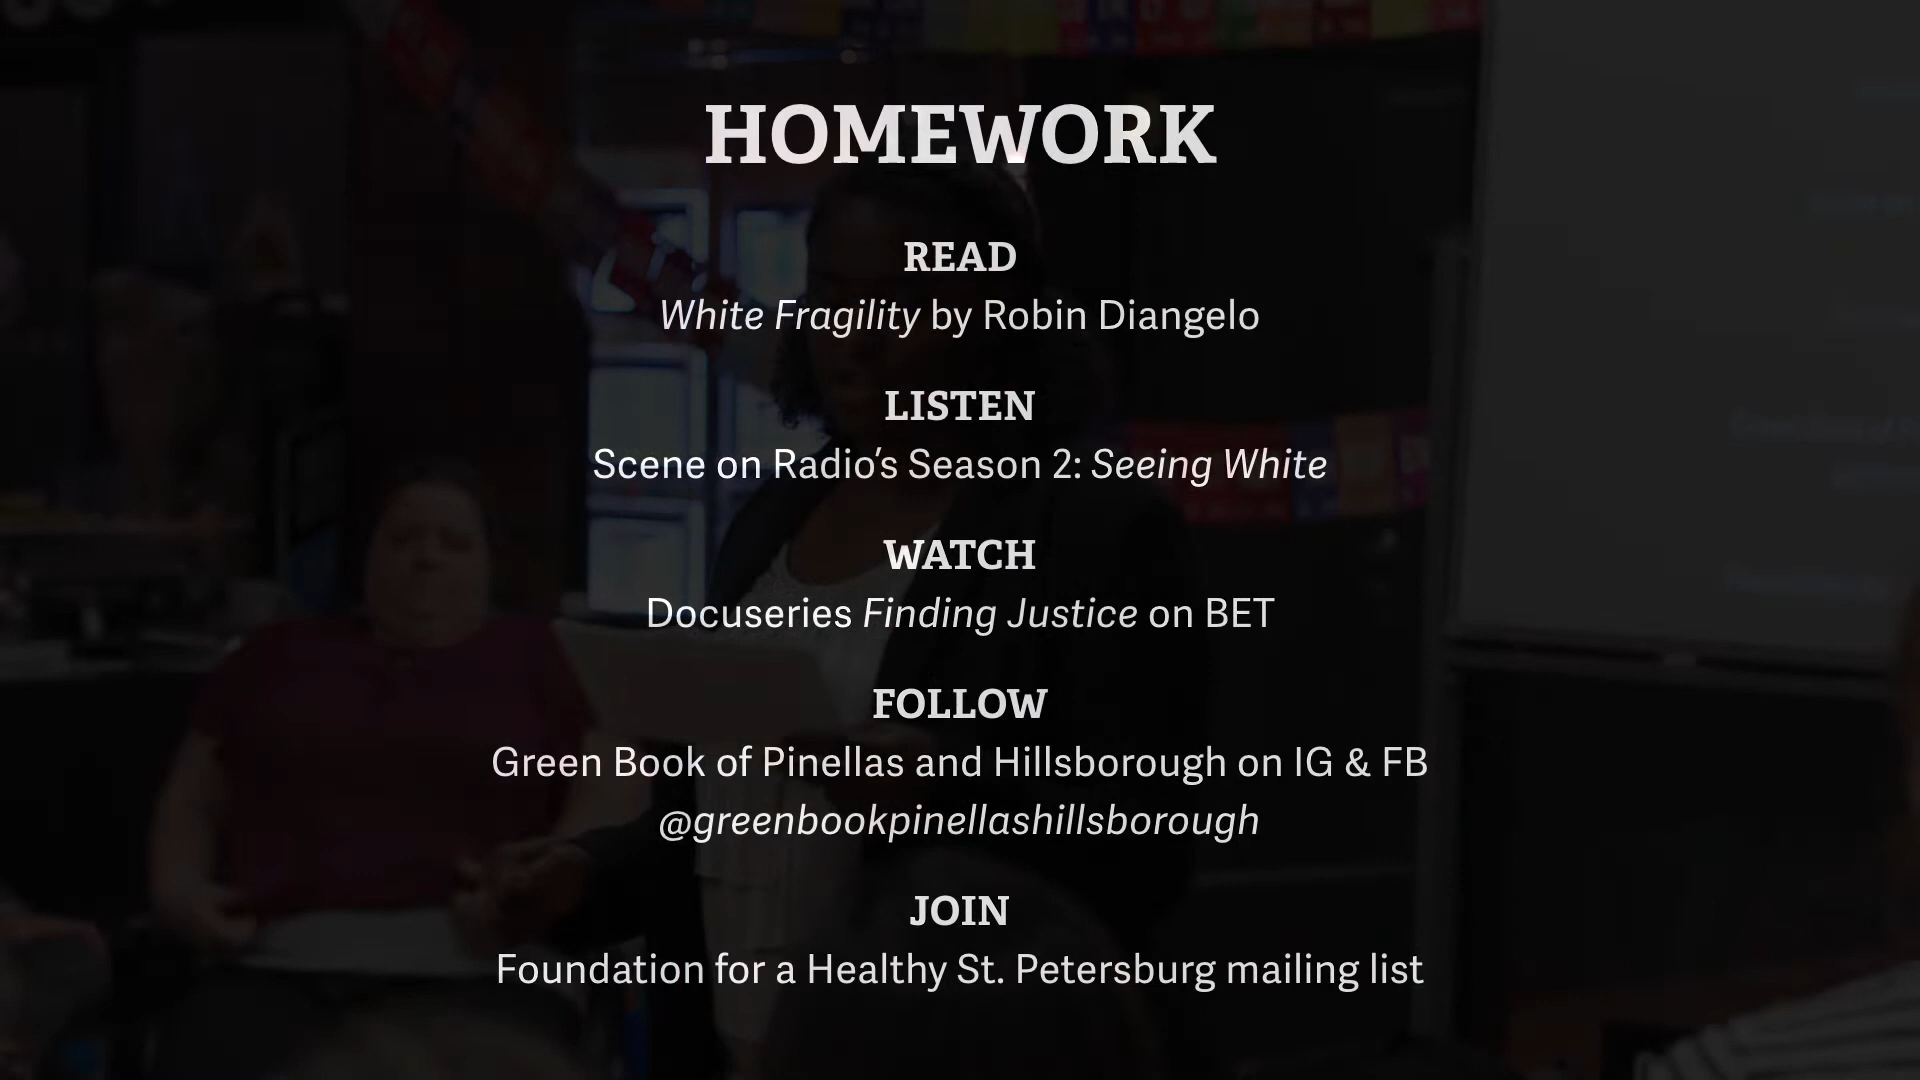 HOMEWORK
READ
White Fragility by Robin Diangelo
LISTEN
Scene on Radio’s Season 2: Seeing White
WATCH
Docuseries Finding Justice on BET
FOLLOW
Green Book of Pinellas and Hillsborough on IG & FB
@greenbookpinellashillsborough
JOIN
Foundation for a Healthy St. Petersburg mailing list